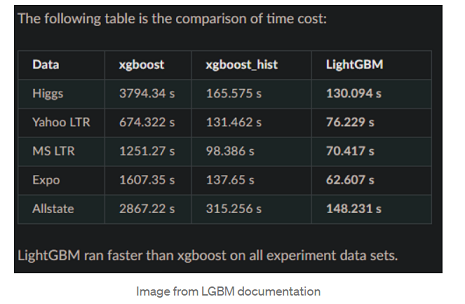 The following table is the comparison of time cost:
Data xgboost xgboost_hist LightGBM
Higgs 3794.34 s 165.575 s 130.094 s
Yahoo LTR 674.322 s 131.462 s 76.229 s
MS LTR 1251.27 s 98.386 s 70.417 s
Expo 1607.35 s 137.65 s 62.607 s
Allstate 2867.22 s 315.256 s 148.231 s
LightGBM ran faster than xgboost on all experiment data sets.
Image from LGBM documentation